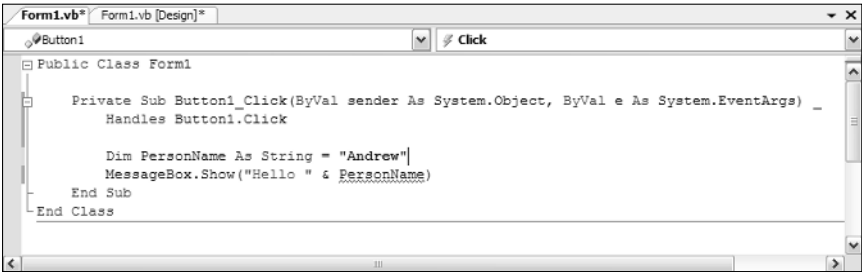 Form1.vb* Form1.vb [Design]*
Button1 Click
Public Class Form1
Private Sub Button1_Click(ByVal sender As System.Object, ByVal e As System.EventArgs) _
Handles Button1.Click
Dim PersonName As String = "Andrew"
MessageBox.Show("Hello " & PersonName)
End Sub
End Class